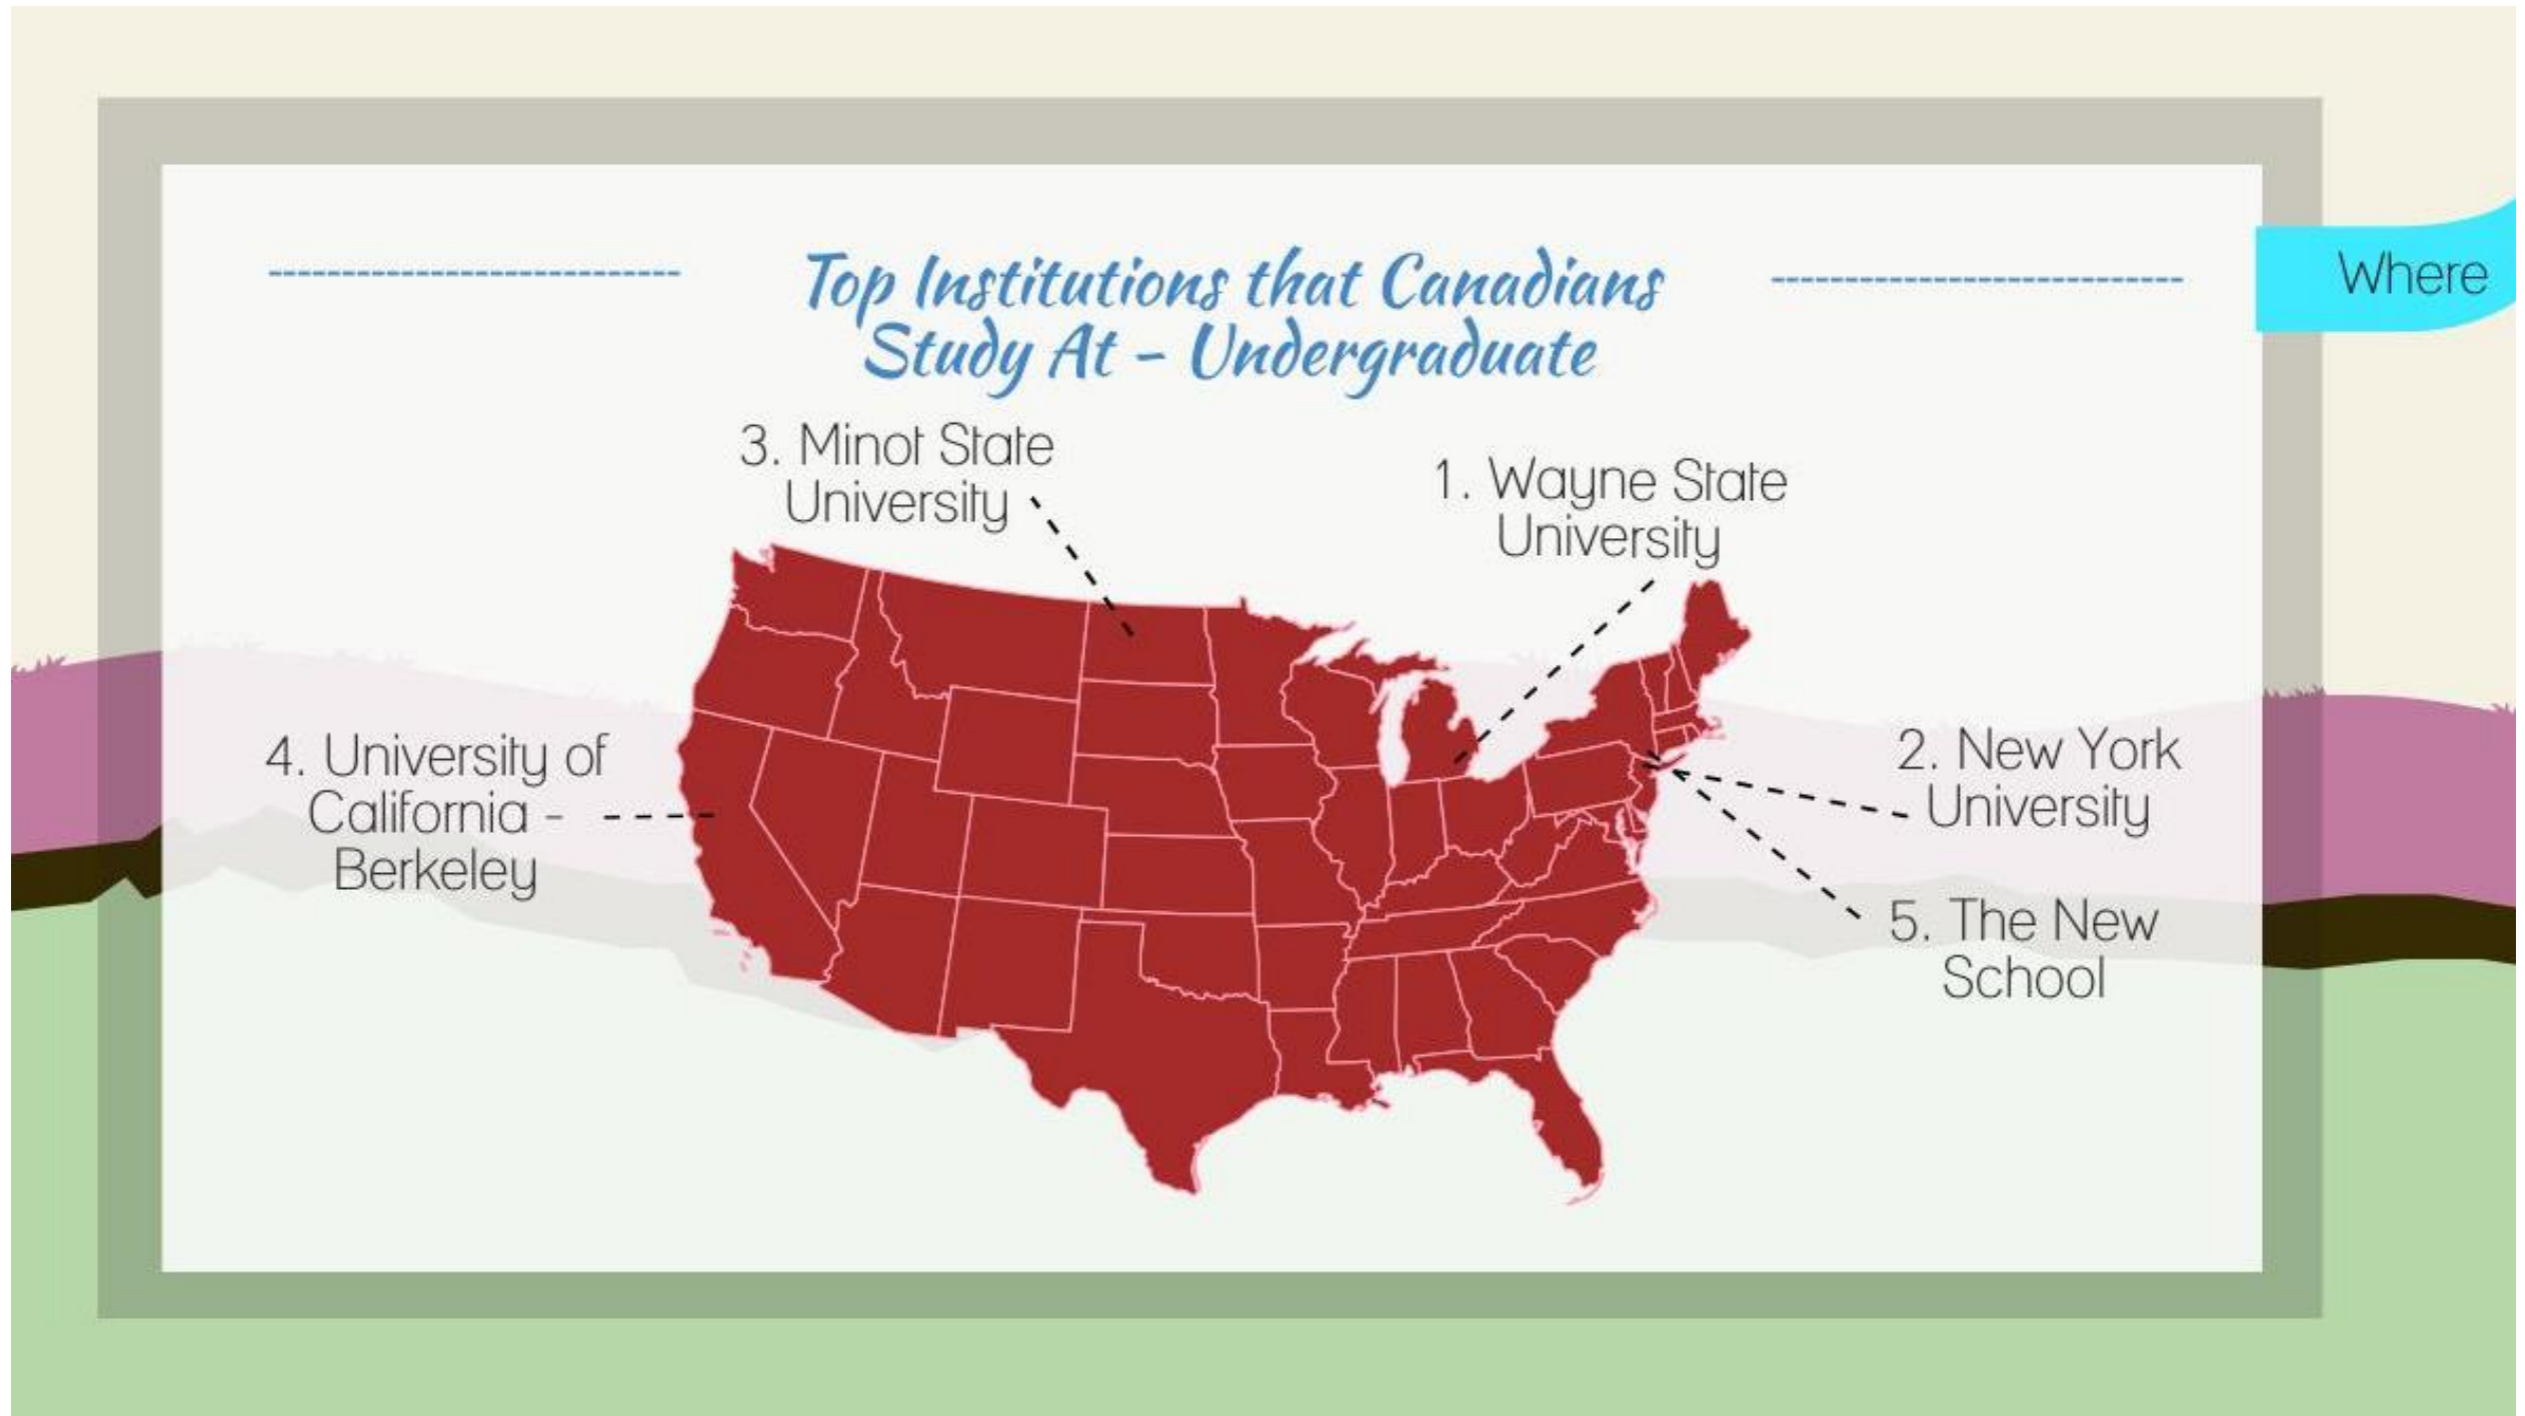 Where
Top Institutions that Canadians
Study At - Undergraduate
3. Minot State
University
1. Wayne State
University
4. University of
California -
Berkeley
2. New York
University
5. The New
School